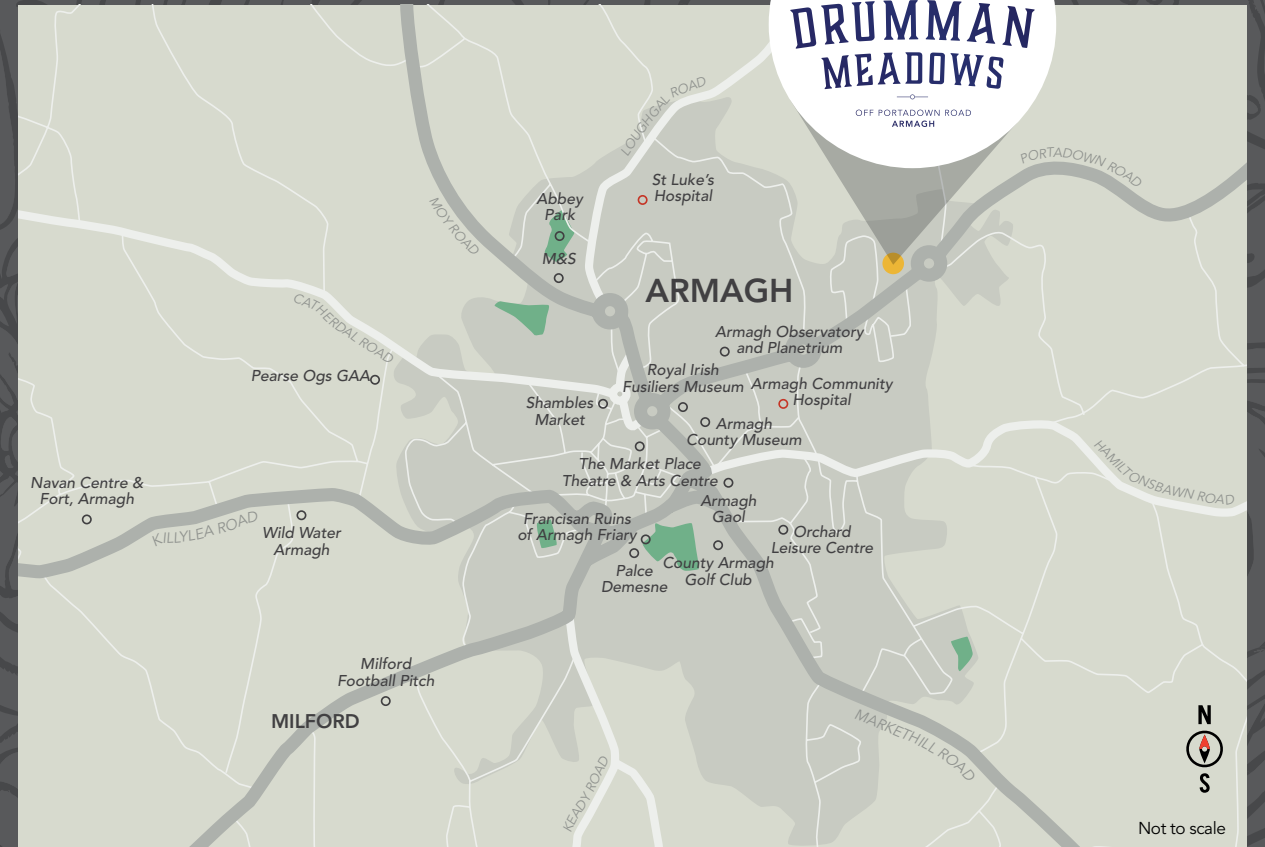 DRUMMAN
MEADOWS
OFF PORTADOWN ROAD
ARMAGH
LOUGHGAL ROAD
PORTADOWN ROAD
St Luke's
Hospital
Abbey
Park
MOY ROAD
M&S
ARMAGH
CATHERDAL ROAD
Armagh Observatory
and Planetrium
Pearse Ogs GAA
Royal Irish
Fusiliers Museum
Armagh Community
Hospital
Shambles
Market
Armagh
County Museum
The Market Place
Theatre & Arts Centre
HAMILTONSBAWN ROAD
Navan Centre &
Fort, Armagh
Armagh
Gaol
KILLYLEA ROAD
Wild Water
Armagh
Francisan Ruins
of Armagh Friary
Orchard
Leisure Centre
Palce
Demesne
County Armagh
Golf Club
Milford
Football Pitch
MILFORD
MARKETHILL ROAD
KEADY ROAD
N
S
Not to scale